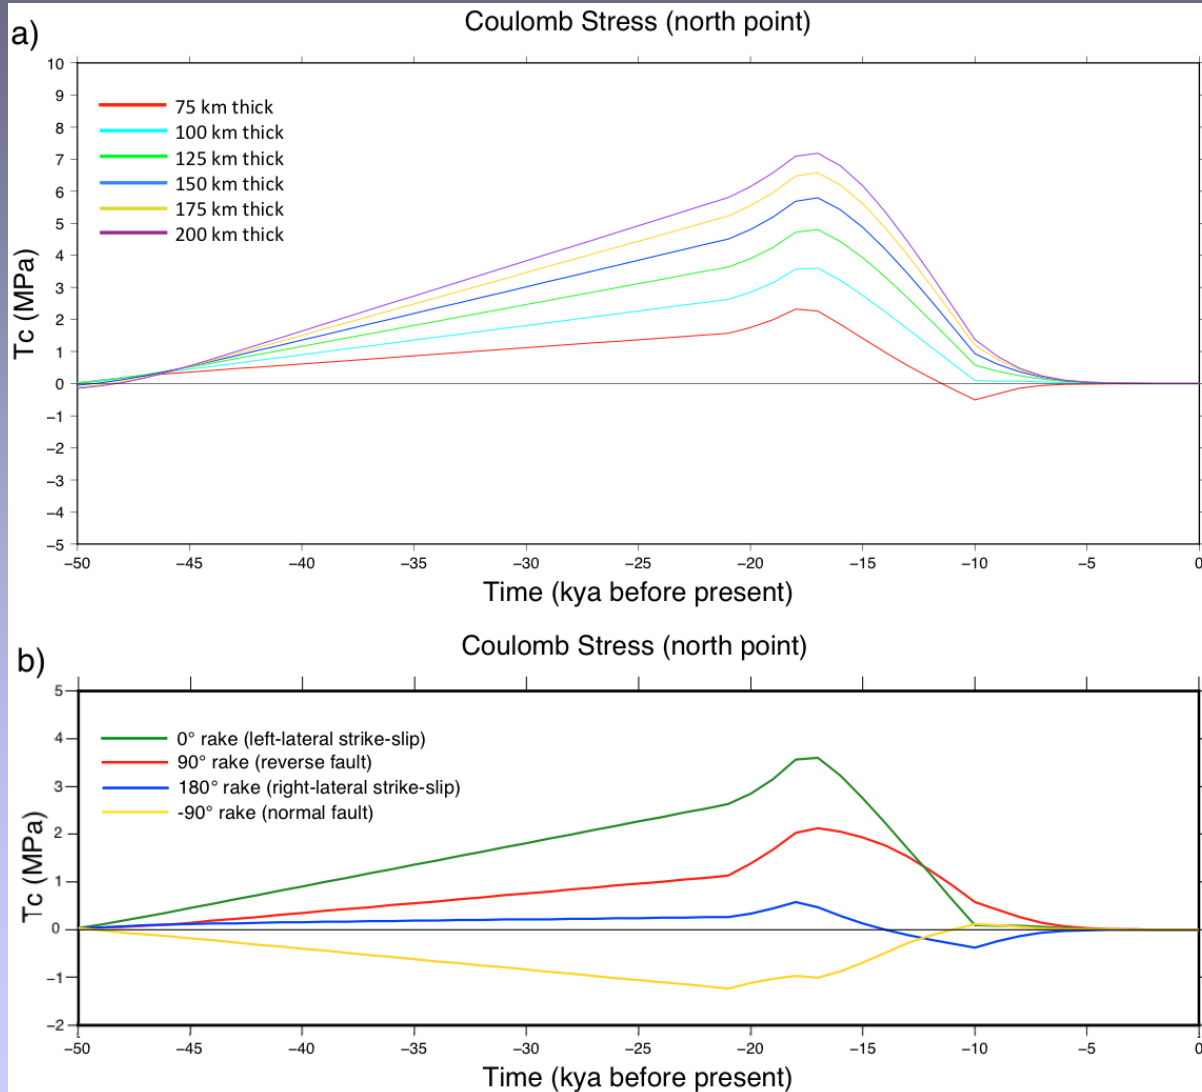 a)
Coulomb Stress (north point)
10
9
8
7
6
5
4
3
2
1
0
−1
−2
−3
−4
−5
Tc (MPa)
75 km thick
100 km thick
125 km thick
150 km thick
175 km thick
200 km thick
−50 −45 −40 −35 −30 −25 −20 −15 −10 −5 0
Time (kya before present)
b)
Coulomb Stress (north point)
5
4
3
2
1
0
−1
−2
Tc (MPa)
0° rake (left-lateral strike-slip)
90° rake (reverse fault)
180° rake (right-lateral strike-slip)
-90° rake (normal fault)
−50 −45 −40 −35 −30 −25 −20 −15 −10 −5 0
Time (kya before present)